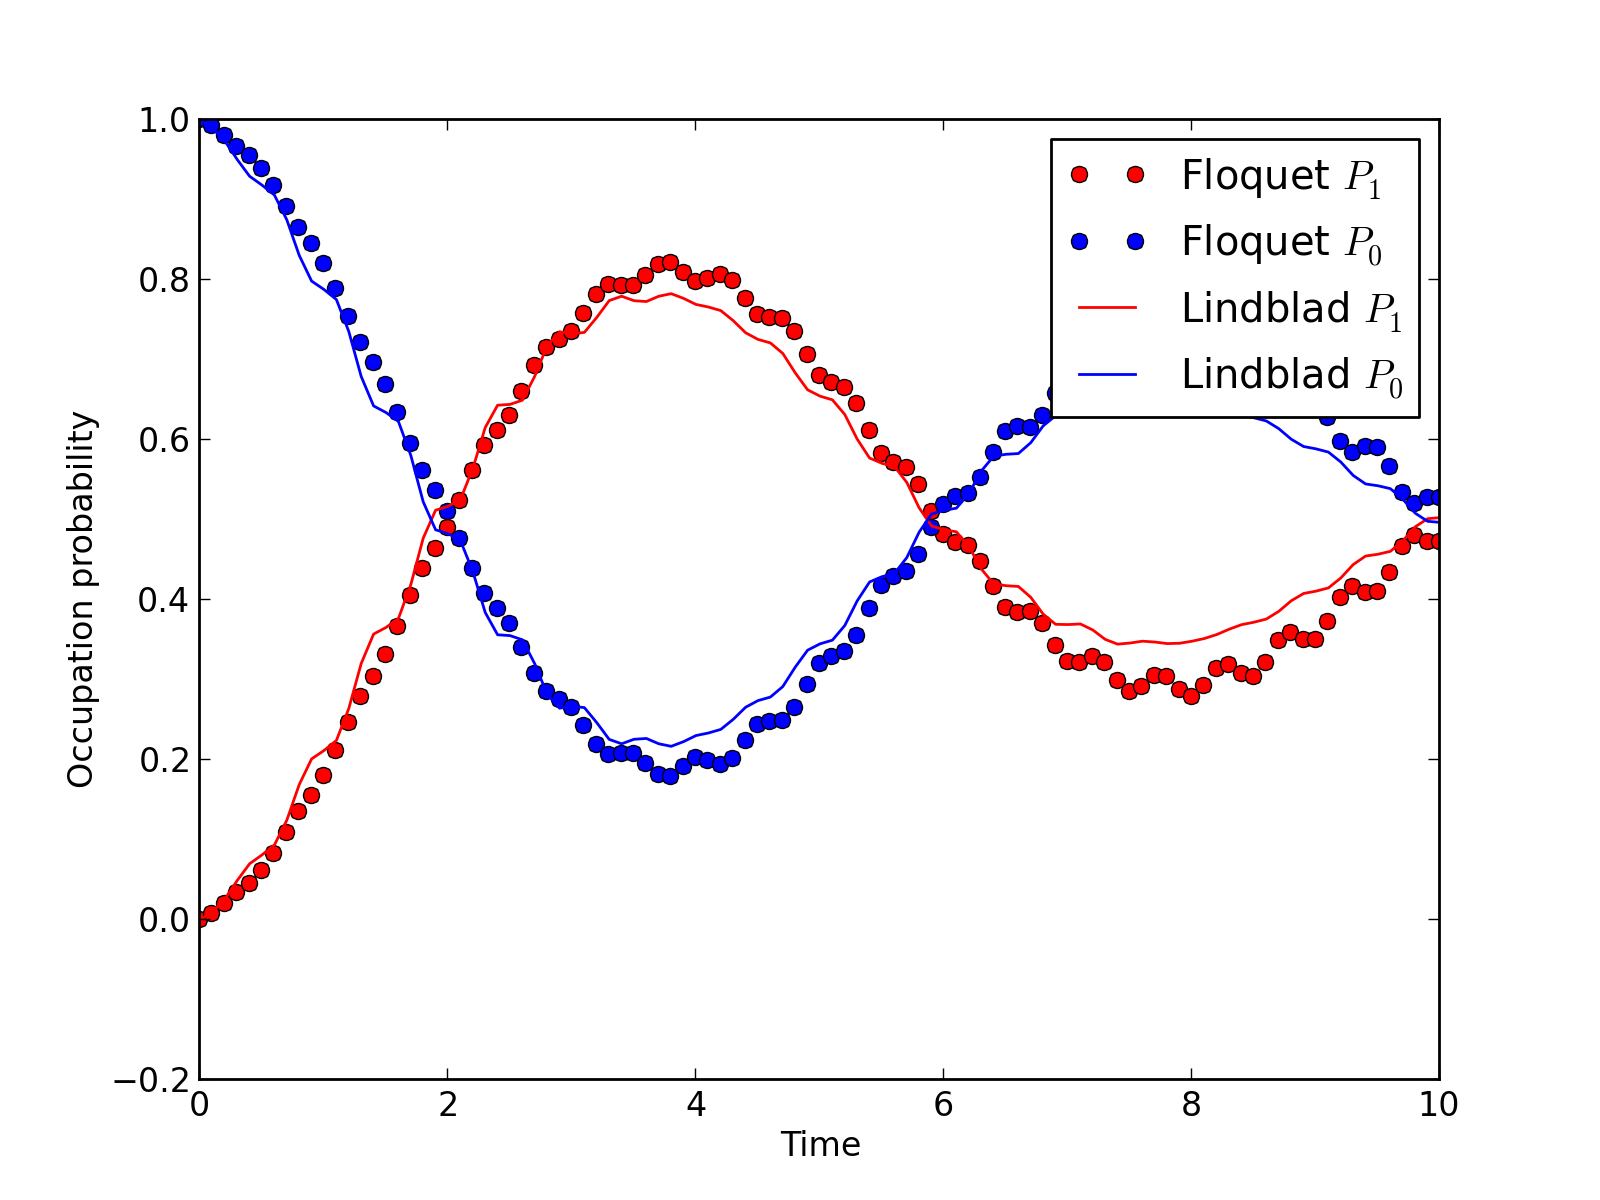 1.0
0.8
0.6
0.4
0.2
0.0
−0.2
0
2
4
6
8
10
Time
Occupation probability
Floquet P₁
Floquet P₀
Lindblad P₁
Lindblad P₀